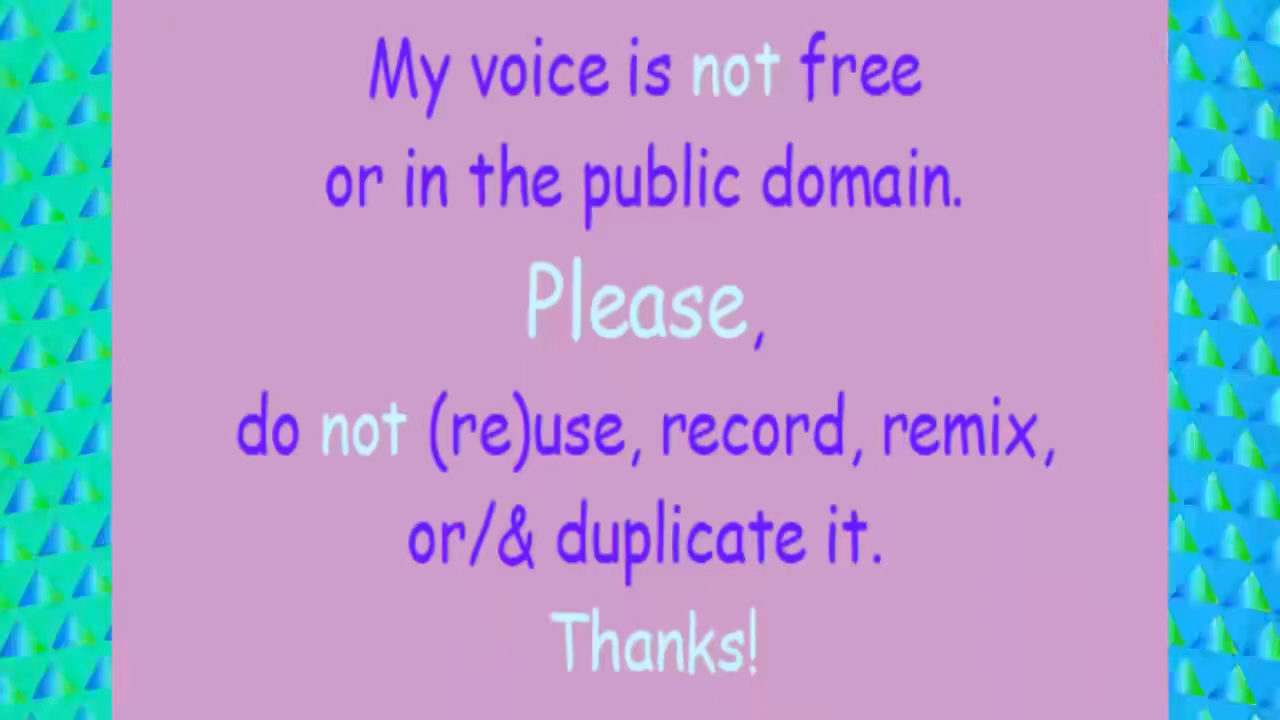 My voice is not free
or in the public domain.
Please,
do not (re)use, record, remix,
or/& duplicate it.
Thanks!